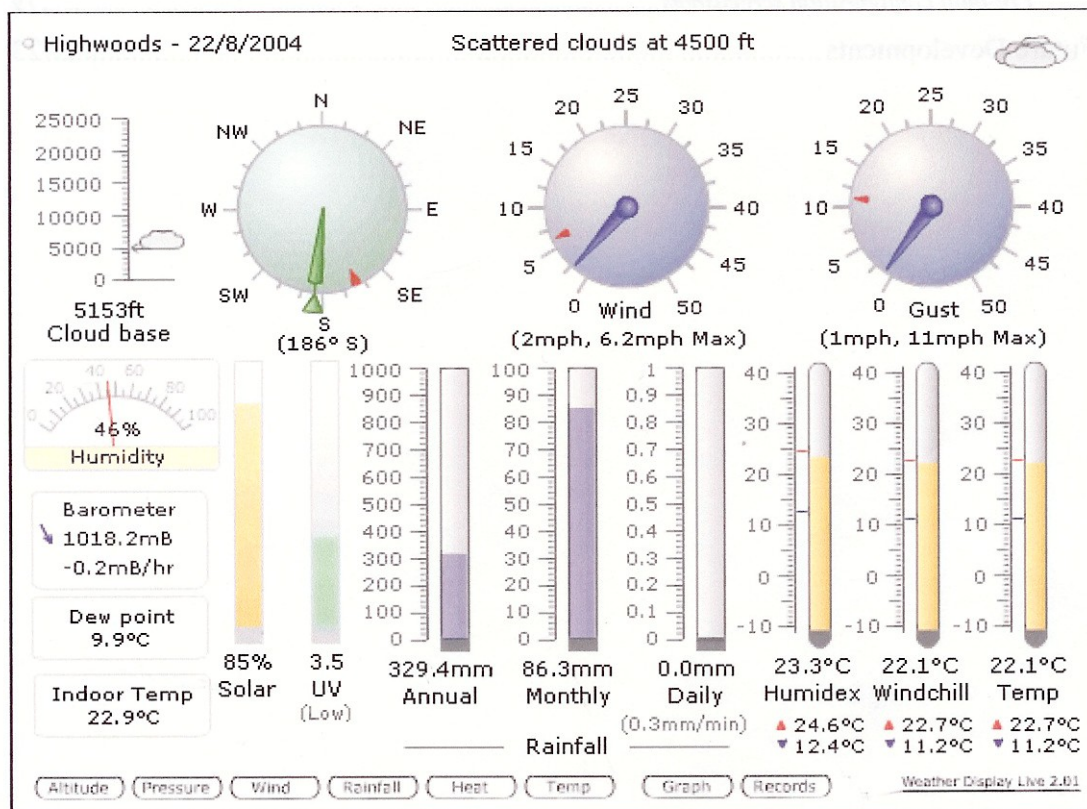 Highwoods - 22/8/2004
Scattered clouds at 4500 ft
Developments
25000
20000
15000
10000
5000
0
5153ft
Cloud base
N
NE
E
SE
S
SW
W
NW
(186° S)
0
5
10
15
20
25
30
35
40
45
50
Wind
(2mph, 6.2mph Max)
0
5
10
15
20
25
30
35
40
45
50
Gust
(1mph, 11mph Max)
0
20
40
60
80
100
46%
Humidity
Barometer
1018.2mB
-0.2mB/hr
Dew point
9.9°C
Indoor Temp
22.9°C
85%
Solar
3.5
UV
(Low)
1000
900
800
700
600
500
400
300
200
100
0
329.4mm
Annual
100
90
80
70
60
50
40
30
20
10
0
86.3mm
Monthly
1
0.9
0.8
0.7
0.6
0.5
0.4
0.3
0.2
0.1
0
0.0mm
Daily
(0.3mm/min)
Rainfall
40
30
20
10
0
-10
23.3°C
Humidex
24.6°C
12.4°C
40
30
20
10
0
-10
22.1°C
Windchill
22.7°C
11.2°C
40
30
20
10
0
-10
22.1°C
Temp
22.7°C
11.2°C
Altitude
Pressure
Wind
Rainfall
Heat
Temp
Graph
Records
Weather Display Live 2.01